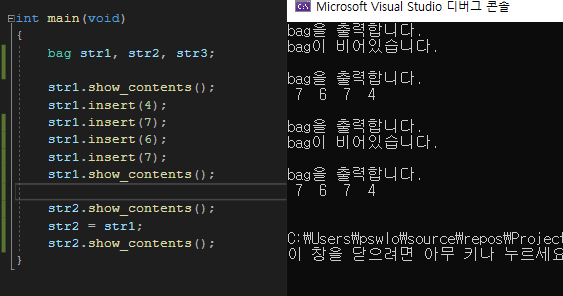 int main(void)
{
bag str1, str2, str3;
str1.show_contents();
str1.insert(4);
str1.insert(7);
str1.insert(6);
str1.insert(7);
str1.show_contents();
str2.show_contents();
str2 = str1;
str2.show_contents();
}
Microsoft Visual Studio 디버그 콘솔
bag을 출력합니다.
bag이 비어있습니다.
bag을 출력합니다.
7 6 7 4
bag을 출력합니다.
bag이 비어있습니다.
bag을 출력합니다.
7 6 7 4
C:₩Users₩pswlo₩source₩repos₩Project
이 창을 닫으려면 아무 키나 누르세요